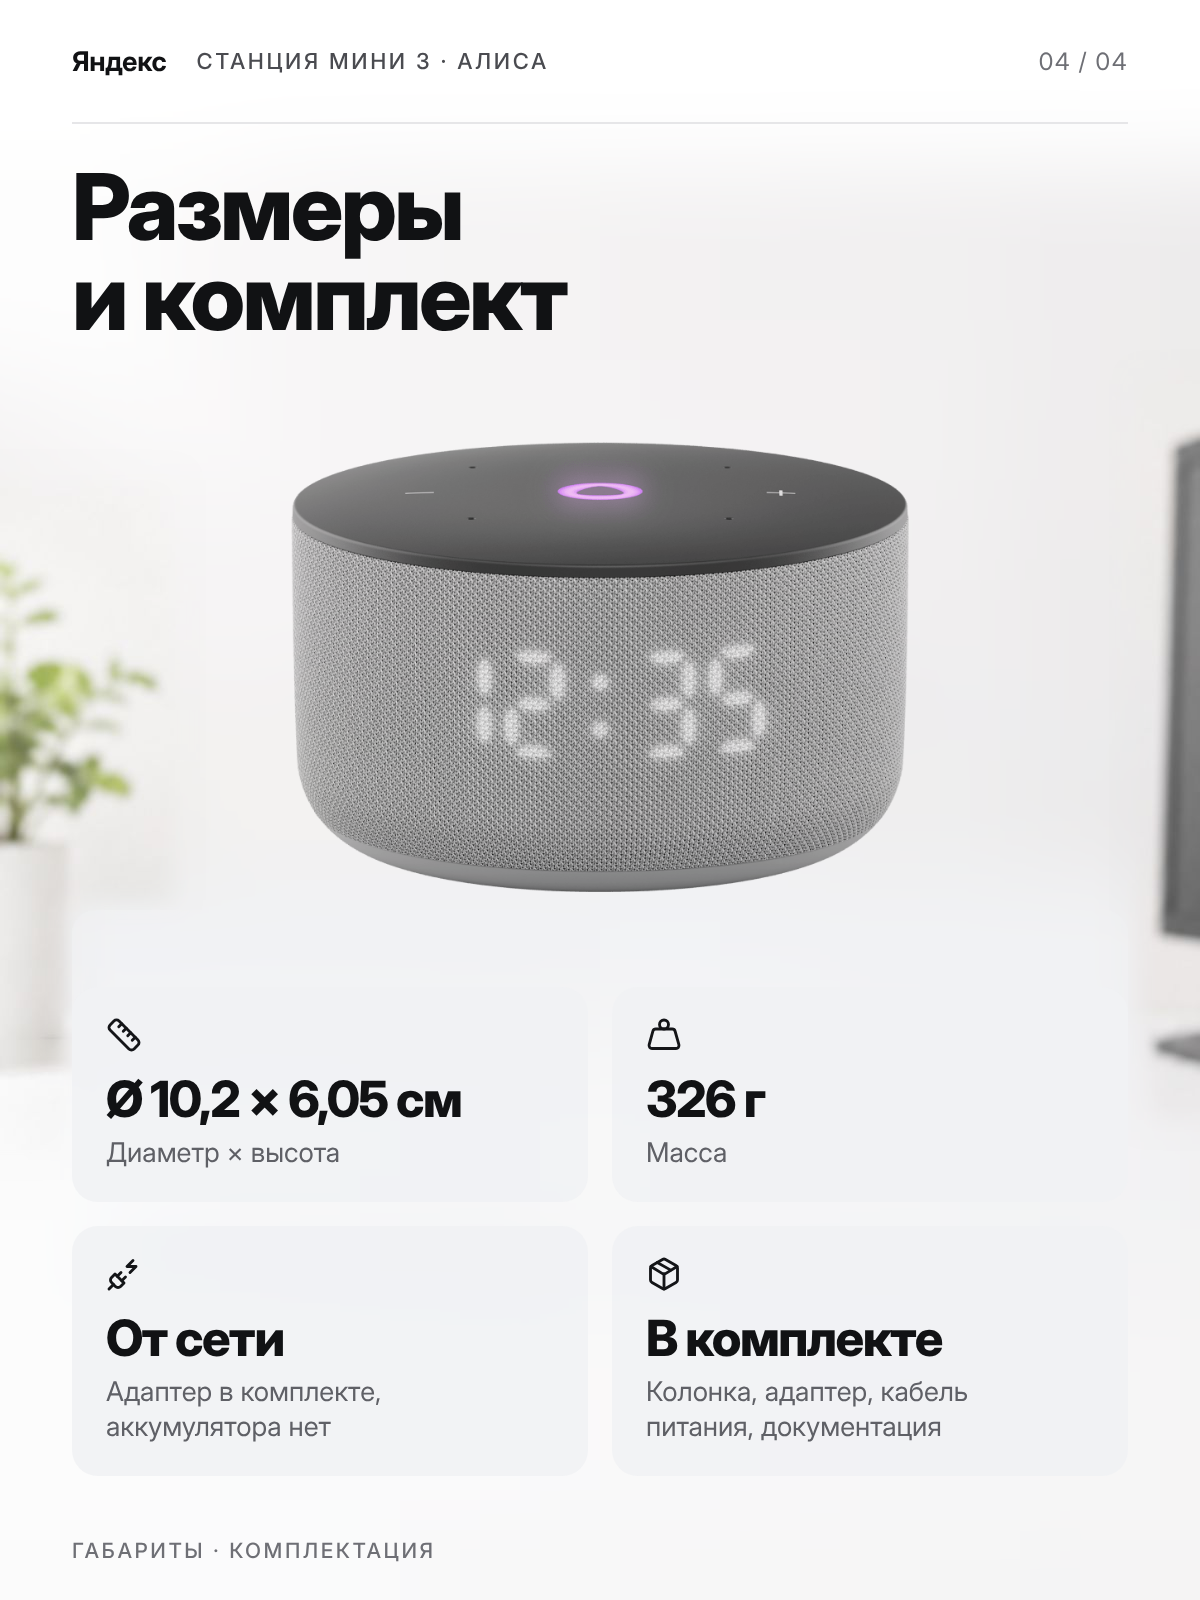 Яндекс СТАНЦИЯ МИНИ 3 · АЛИСА 04 / 04
Размеры
и комплект
12:35
Ø 10,2 × 6,05 см
Диаметр × высота
326 г
Масса
От сети
Адаптер в комплекте,
аккумулятора нет
В комплекте
Колонка, адаптер, кабель
питания, документация
ГАБАРИТЫ · КОМПЛЕКТАЦИЯ